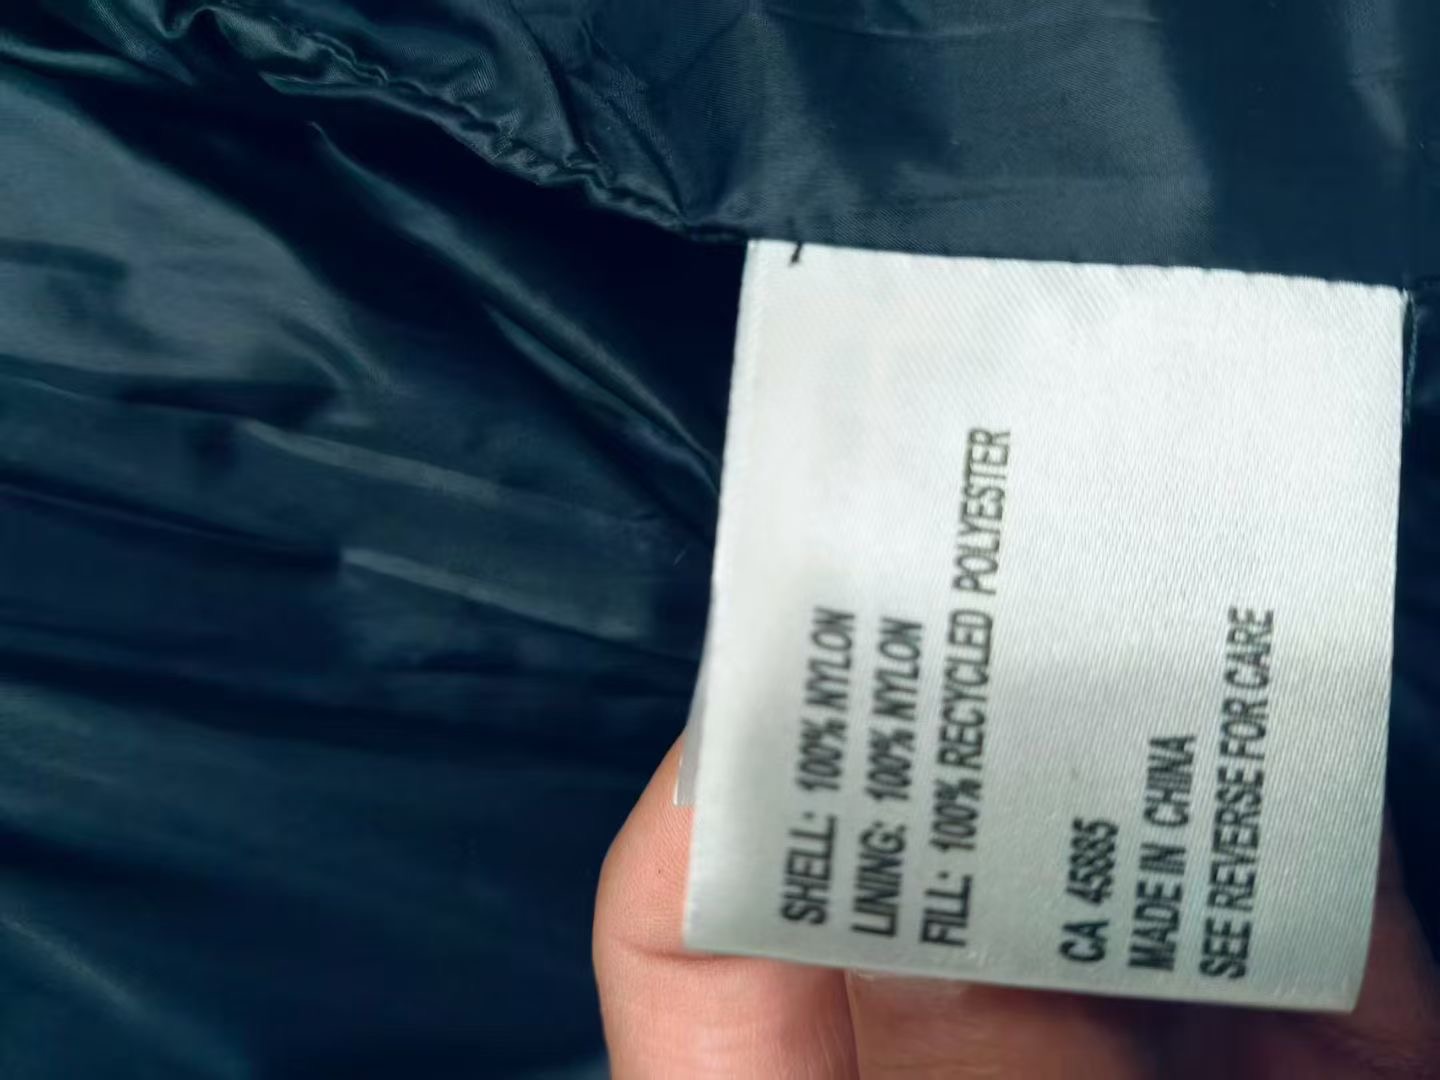 SHELL: 100% NYLON
LINING: 100% NYLON
FILL: 100% RECYCLED POLYESTER
CA 45885
MADE IN CHINA
SEE REVERSE FOR CARE